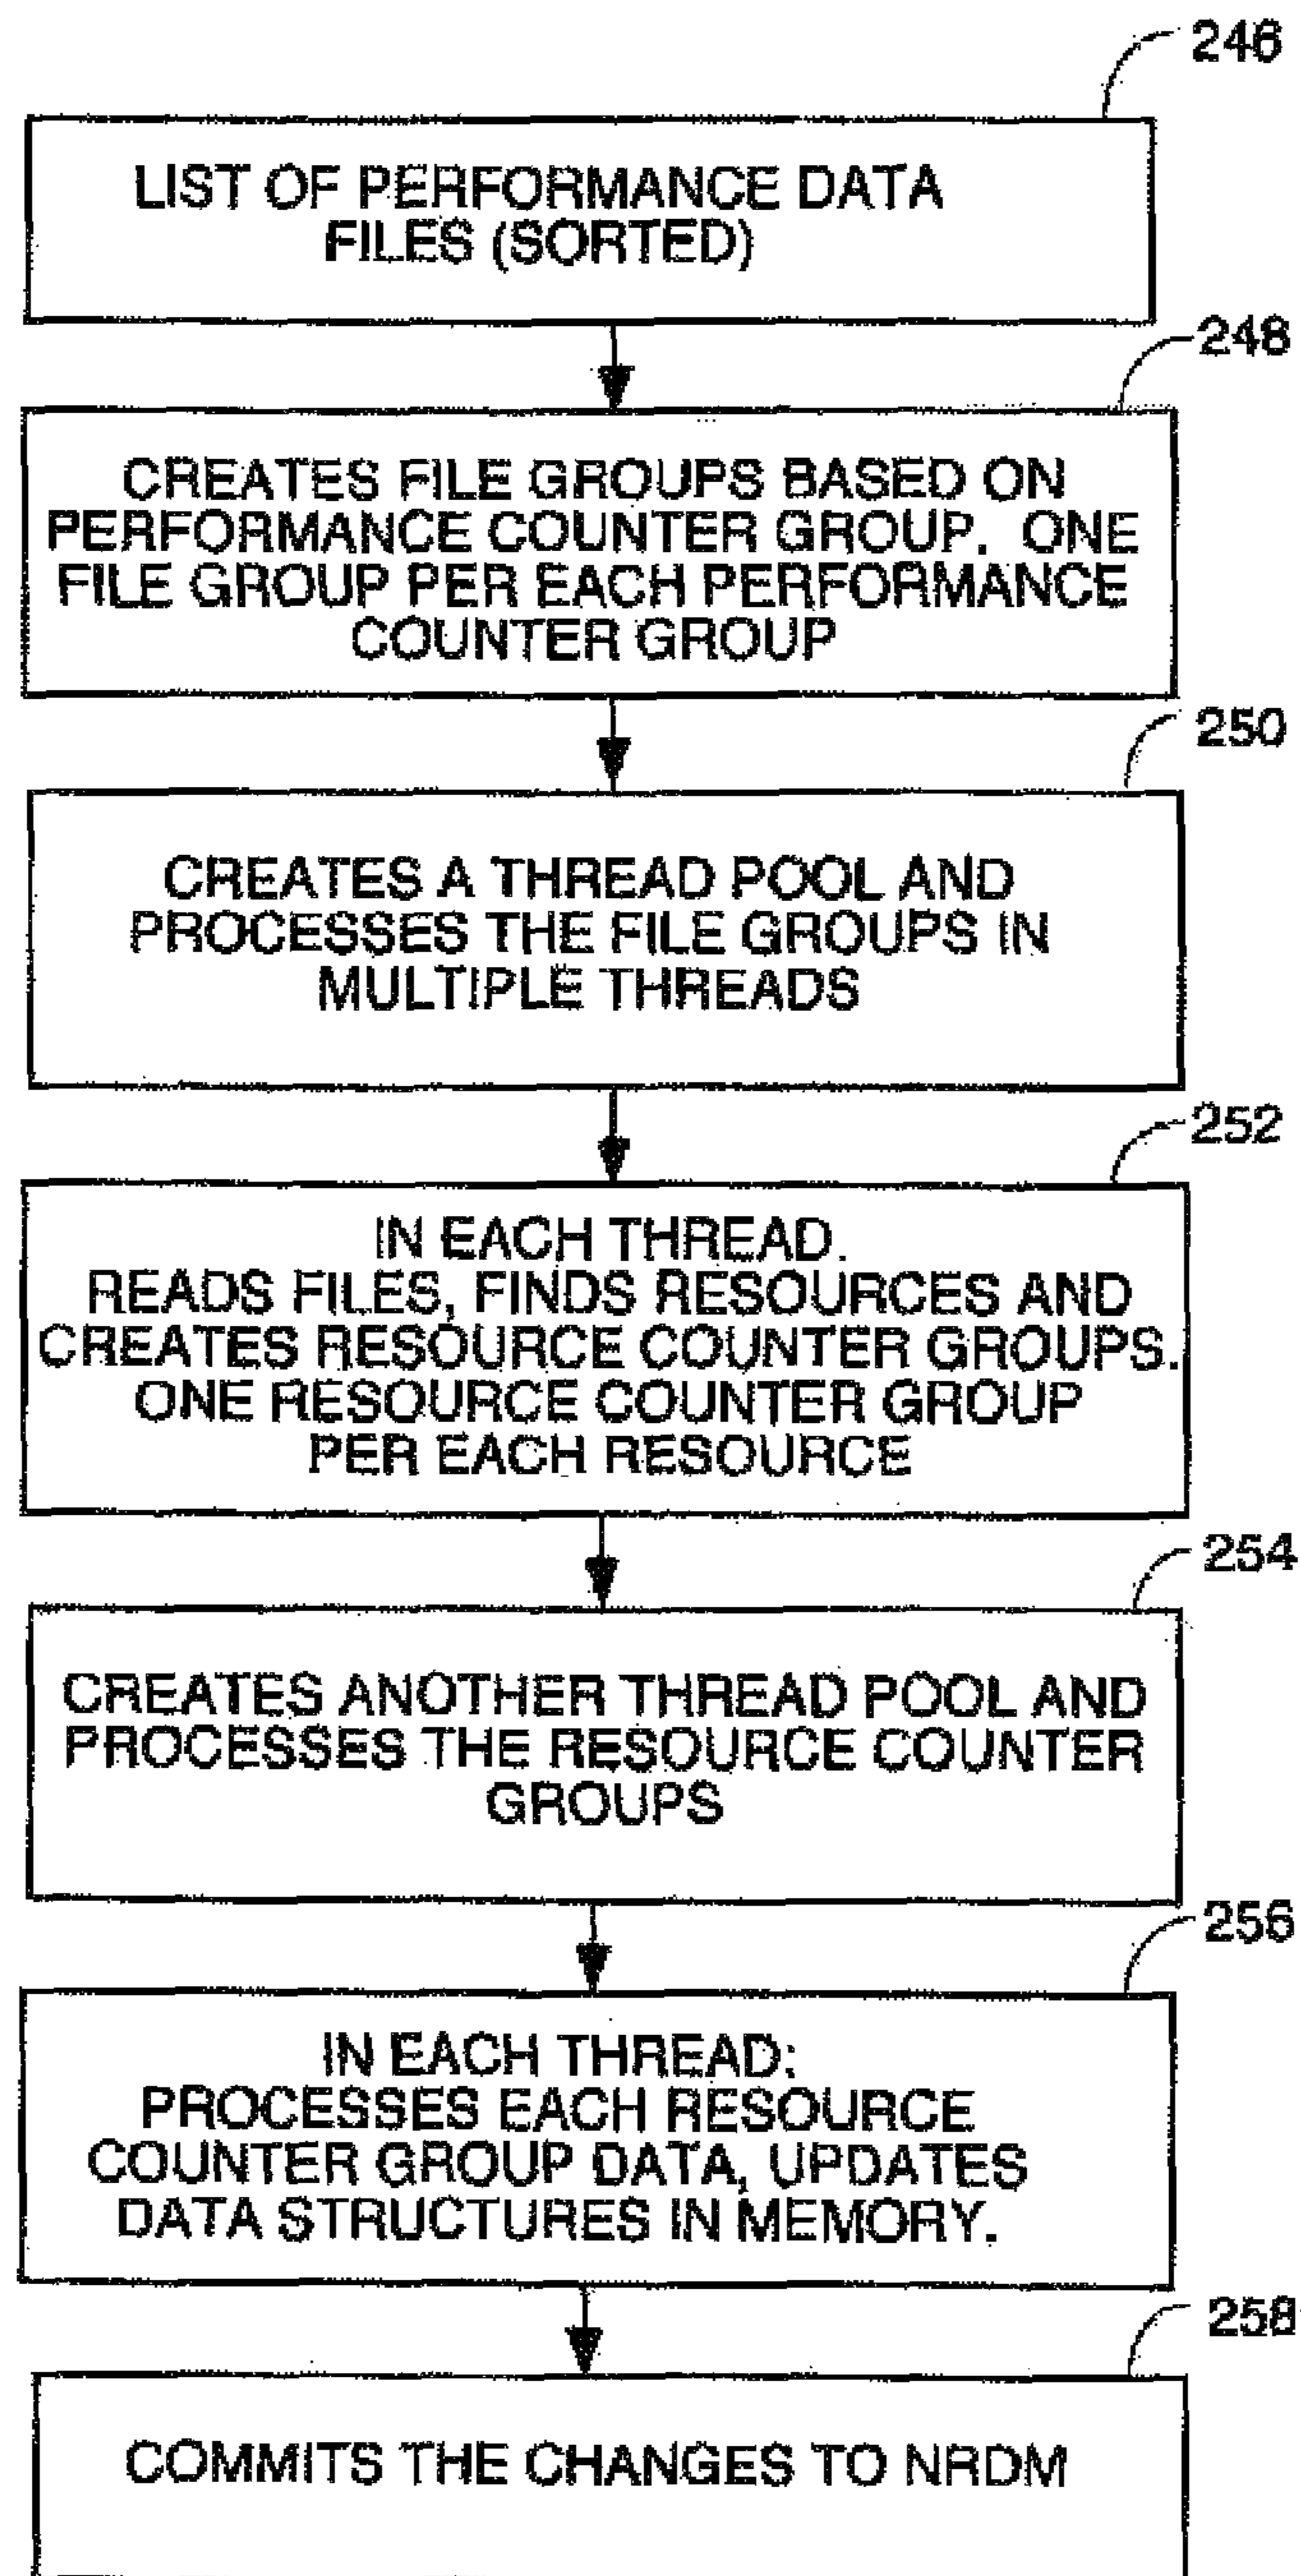 246
LIST OF PERFORMANCE DATA
FILES (SORTED)
248
CREATES FILE GROUPS BASED ON
PERFORMANCE COUNTER GROUP. ONE
FILE GROUP PER EACH PERFORMANCE
COUNTER GROUP
250
CREATES A THREAD POOL AND
PROCESSES THE FILE GROUPS IN
MULTIPLE THREADS
252
IN EACH THREAD.
READS FILES, FINDS RESOURCES AND
CREATES RESOURCE COUNTER GROUPS.
ONE RESOURCE COUNTER GROUP
PER EACH RESOURCE
254
CREATES ANOTHER THREAD POOL AND
PROCESSES THE RESOURCE COUNTER
GROUPS
256
IN EACH THREAD:
PROCESSES EACH RESOURCE
COUNTER GROUP DATA, UPDATES
DATA STRUCTURES IN MEMORY.
258
COMMITS THE CHANGES TO NRDM